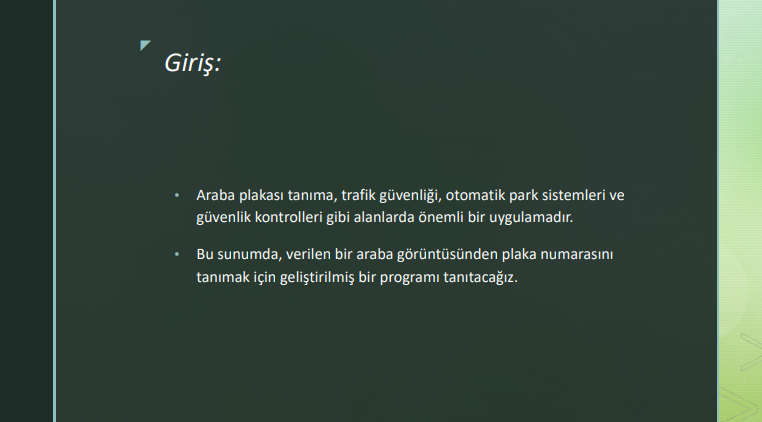 Giriş:
• Araba plakası tanıma, trafik güvenliği, otomatik park sistemleri ve
güvenlik kontrolleri gibi alanlarda önemli bir uygulamadır.
• Bu sunumda, verilen bir araba görüntüsünden plaka numarasını
tanımak için geliştirilmiş bir programı tanıtacağız.